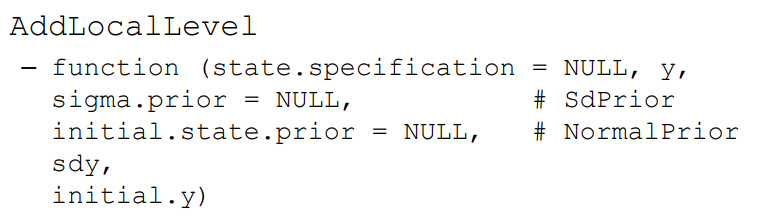 AddLocalLevel
– function (state.specification = NULL, y,
sigma.prior = NULL, # SdPrior
initial.state.prior = NULL, # NormalPrior
sdy,
initial.y)